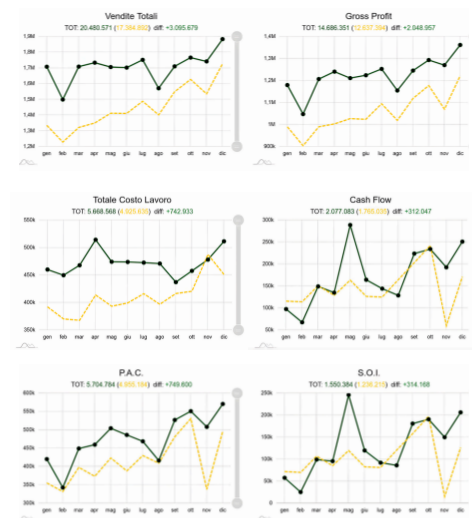 Vendite Totali
TOT: 20.480.571 (17.384.892) diff: +3.095.679
1,9M
1,8M
1,7M
1,6M
1,5M
1,4M
1,3M
1,2M
gen feb mar apr mag giu lug ago set ott nov dic
Gross Profit
TOT: 14.686.351 (12.637.394) diff: +2.048.957
1,4M
1,3M
1,2M
1,1M
1M
900k
gen feb mar apr mag giu lug ago set ott nov dic
Totale Costo Lavoro
TOT: 5.668.568 (4.925.635) diff: +742.933
550k
500k
450k
400k
350k
gen feb mar apr mag giu lug ago set ott nov dic
Cash Flow
TOT: 2.077.083 (1.765.036) diff: +312.047
300k
250k
200k
150k
100k
50k
gen feb mar apr mag giu lug ago set ott nov dic
P.A.C.
TOT: 5.704.784 (4.955.184) diff: +749.600
600k
550k
500k
450k
400k
350k
300k
gen feb mar apr mag giu lug ago set ott nov dic
S.O.I.
TOT: 1.550.384 (1.236.215) diff: +314.168
250k
200k
150k
100k
50k
0
gen feb mar apr mag giu lug ago set ott nov dic